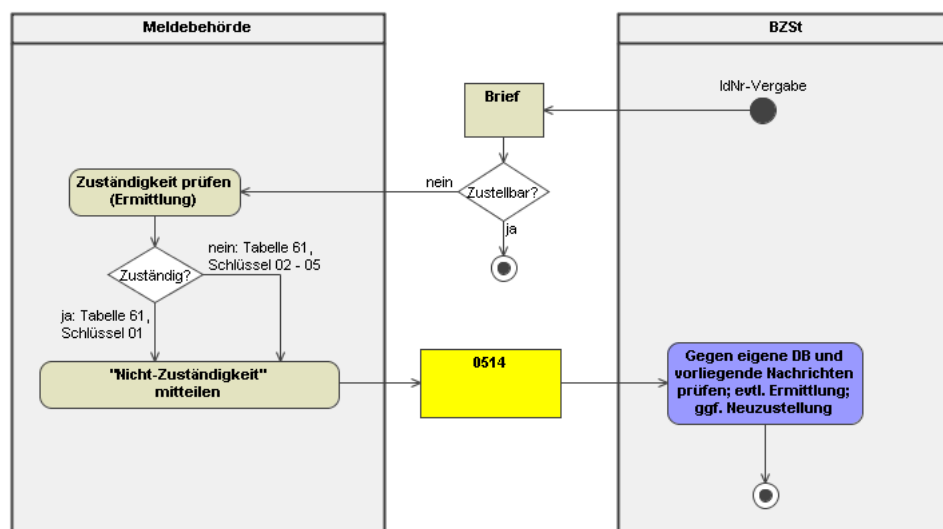 Meldebehörde
BZSt
IdNr-Vergabe
Brief
Zustellbar?
nein
ja
Zuständigkeit prüfen
(Ermittlung)
nein: Tabelle 61,
Schlüssel 02 - 05
Zuständig?
ja: Tabelle 61,
Schlüssel 01
"Nicht-Zuständigkeit"
mitteilen
0514
Gegen eigene DB und
vorliegende Nachrichten
prüfen; evtl. Ermittlung;
ggf. Neuzustellung